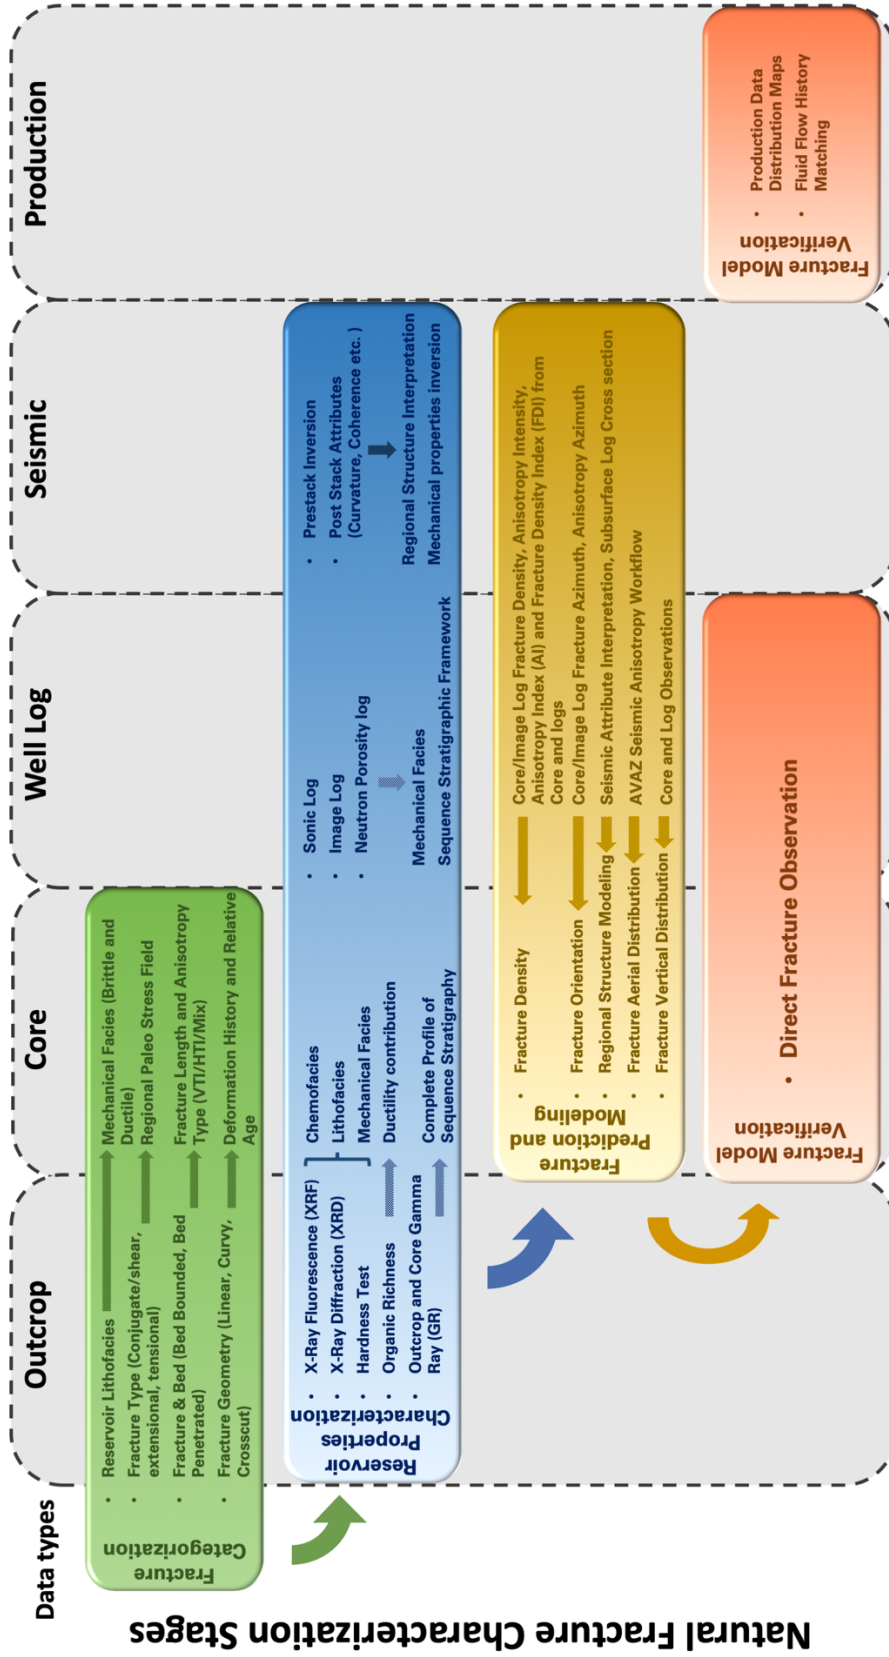 Data types
Outcrop
Core
Well Log
Seismic
Production
Natural Fracture Characterization Stages
Fracture
Categorization
• Reservoir Lithofacies
• Fracture Type (Conjugate/shear,
extensional, tensional)
• Fracture & Bed (Bed Bounded, Bed
Penetrated)
• Fracture Geometry (Linear, Curvy,
Crosscut)
Mechanical Facies (Brittle and
Ductile)
Regional Paleo Stress Field
Fracture Length and Anisotropy
Type (VTI/HTI/Mix)
Deformation History and Relative
Age
Reservoir
Properties
Characterization
• X-Ray Fluorescence (XRF)
• X-Ray Diffraction (XRD)
• Hardness Test
• Organic Richness
• Outcrop and Core Gamma
Ray (GR)
Chemofacies
Lithofacies
Mechanical Facies
Ductility contribution
Complete Profile of
Sequence Stratigraphy
• Sonic Log
• Image Log
• Neutron Porosity log
Mechanical Facies
Sequence Stratigraphic Framework
• Prestack Inversion
• Post Stack Attributes
(Curvature, Coherence etc. )
Regional Structure Interpretation
Mechanical properties inversion
Fracture
Prediction and
Modeling
• Fracture Density
• Fracture Orientation
• Regional Structure Modeling
• Fracture Aerial Distribution
• Fracture Vertical Distribution
Core/Image Log Fracture Density, Anisotropy Intensity,
Anisotropy Index (AI) and Fracture Density Index (FDI) from
Core and logs
Core/Image Log Fracture Azimuth, Anisotropy Azimuth
Seismic Attribute Interpretation, Subsurface Log Cross section
AVAZ Seismic Anisotropy Workflow
Core and Log Observations
Fracture Model
Verification
• Direct Fracture Observation
Fracture Model
Verification
• Production Data
Distribution Maps
• Fluid Flow History
Matching